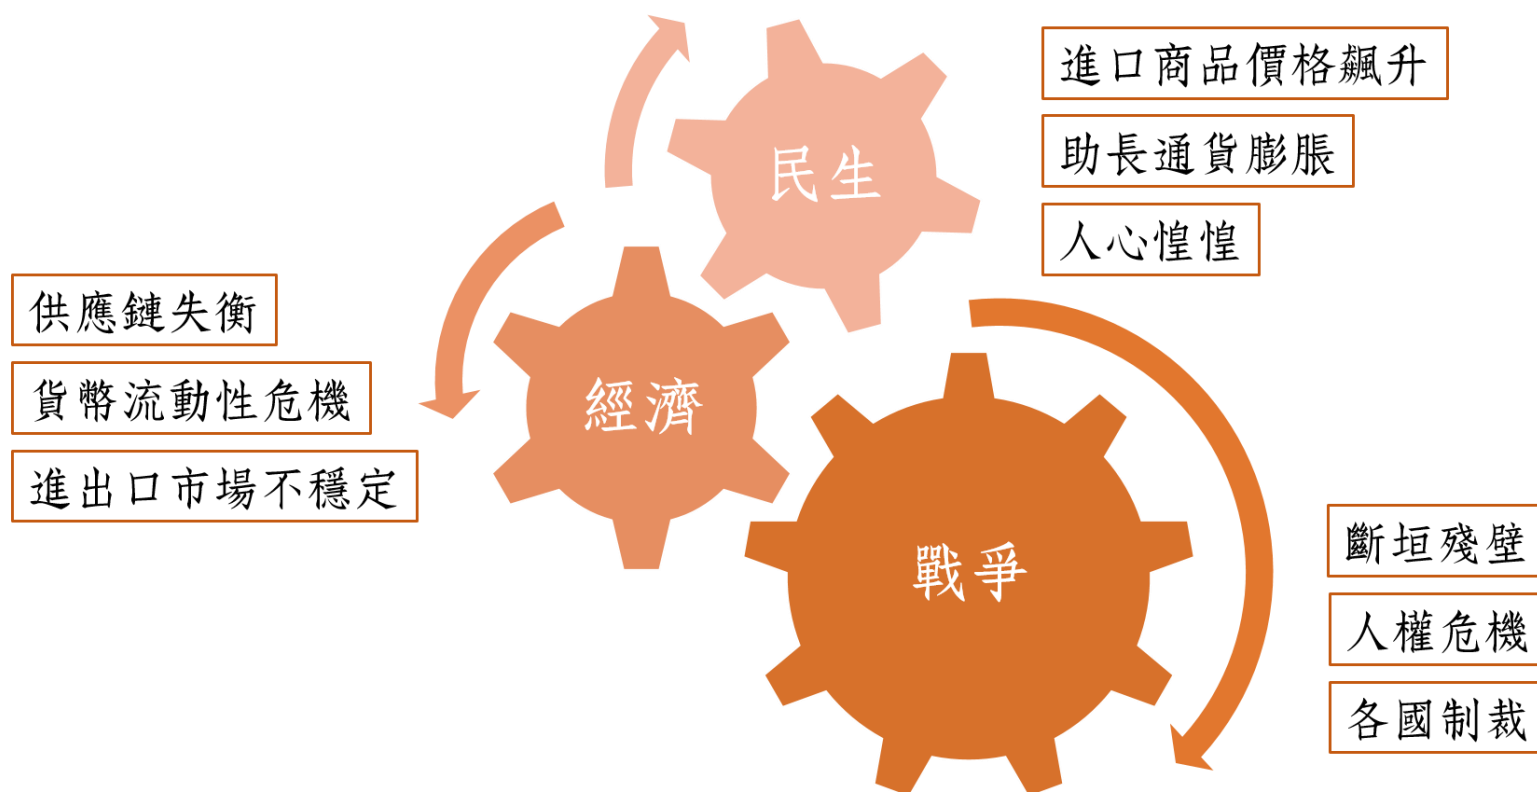 民生
進口商品價格飆升
助長通貨膨脹
人心惶惶
經濟
供應鏈失衡
貨幣流動性危機
進出口市場不穩定
戰爭
斷垣殘壁
人權危機
各國制裁